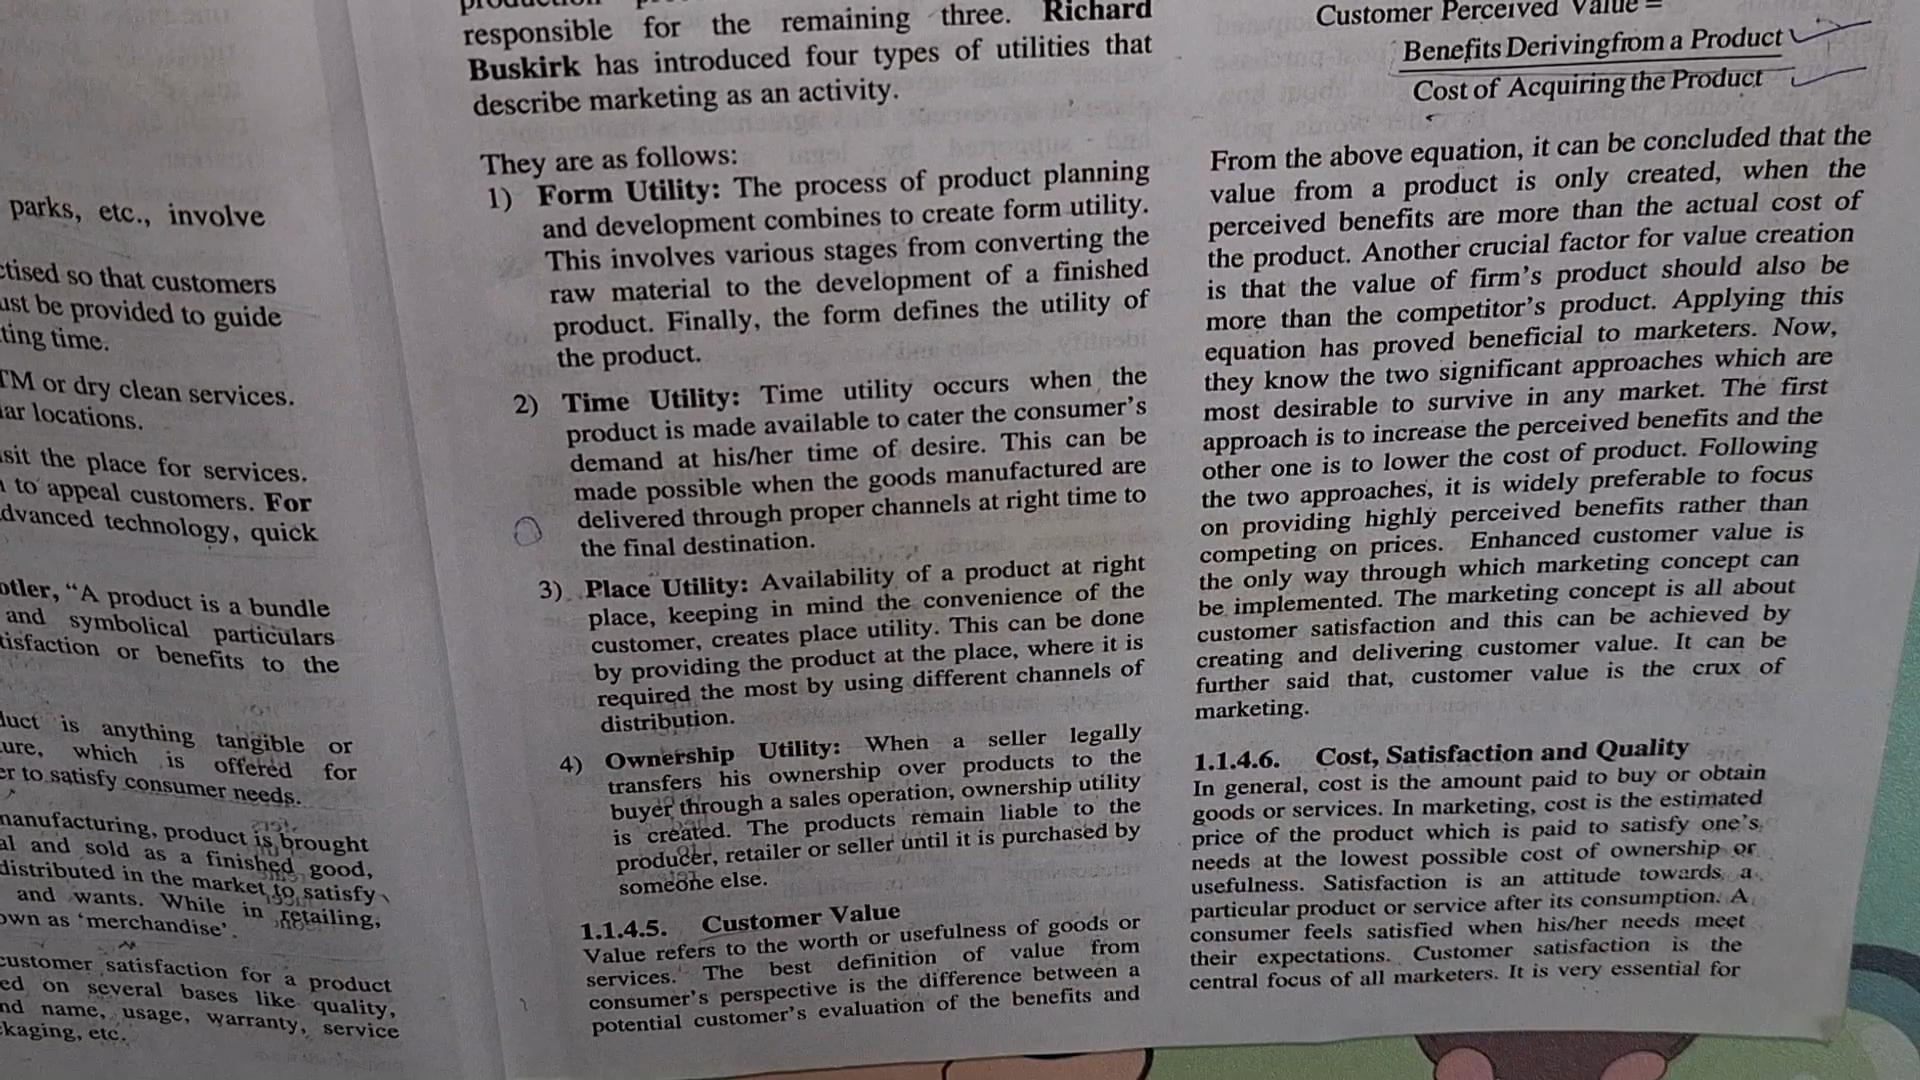 parks, etc., involve
so that customers
be provided to guide
time.
or dry clean services.
locations.
the place for services.
to appeal customers. For
technology, quick
"A product is a bundle
and symbolical particulars
or benefits to the
is anything tangible or
which is offered for
to satisfy consumer needs.
product is brought
and sold as a finished good,
distributed in the market to satisfy
and wants. While in retailing,
as 'merchandise'.
customer satisfaction for a product
on several bases like quality,
name, usage, warranty, service
etc.
responsible for the remaining three. Richard
Buskirk has introduced four types of utilities that
describe marketing as an activity.
They are as follows:
1) Form Utility: The process of product planning
and development combines to create form utility.
This involves various stages from converting the
raw material to the development of a finished
product. Finally, the form defines the utility of
the product.
2) Time Utility: Time utility occurs when the
product is made available to cater the consumer's
demand at his/her time of desire. This can be
made possible when the goods manufactured are
delivered through proper channels at right time to
the final destination.
3) Place Utility: Availability of a product at right
place, keeping in mind the convenience of the
customer, creates place utility. This can be done
by providing the product at the place, where it is
required the most by using different channels of
distribution.
4) Ownership Utility: When a seller legally
transfers his ownership over products to the
buyer through a sales operation, ownership utility
is created. The products remain liable to the
producer, retailer or seller until it is purchased by
someone else.
1.1.4.5. Customer Value
Value refers to the worth or usefulness of goods or
services. The best definition of value from
consumer's perspective is the difference between a
potential customer's evaluation of the benefits and
Customer Perceived Value =
Benefits Derivingfrom a Product
Cost of Acquiring the Product
From the above equation, it can be concluded that the
value from a product is only created, when the
perceived benefits are more than the actual cost of
the product. Another crucial factor for value creation
is that the value of firm's product should also be
more than the competitor's product. Applying this
equation has proved beneficial to marketers. Now,
they know the two significant approaches which are
most desirable to survive in any market. The first
approach is to increase the perceived benefits and the
other one is to lower the cost of product. Following
the two approaches, it is widely preferable to focus
on providing highly perceived benefits rather than
competing on prices. Enhanced customer value is
the only way through which marketing concept can
be implemented. The marketing concept is all about
customer satisfaction and this can be achieved by
creating and delivering customer value. It can be
further said that, customer value is the crux of
marketing.
1.1.4.6. Cost, Satisfaction and Quality
In general, cost is the amount paid to buy or obtain
goods or services. In marketing, cost is the estimated
price of the product which is paid to satisfy one's
needs at the lowest possible cost of ownership or
usefulness. Satisfaction is an attitude towards a
particular product or service after its consumption. A
consumer feels satisfied when his/her needs meet
their expectations. Customer satisfaction is the
central focus of all marketers. It is very essential for